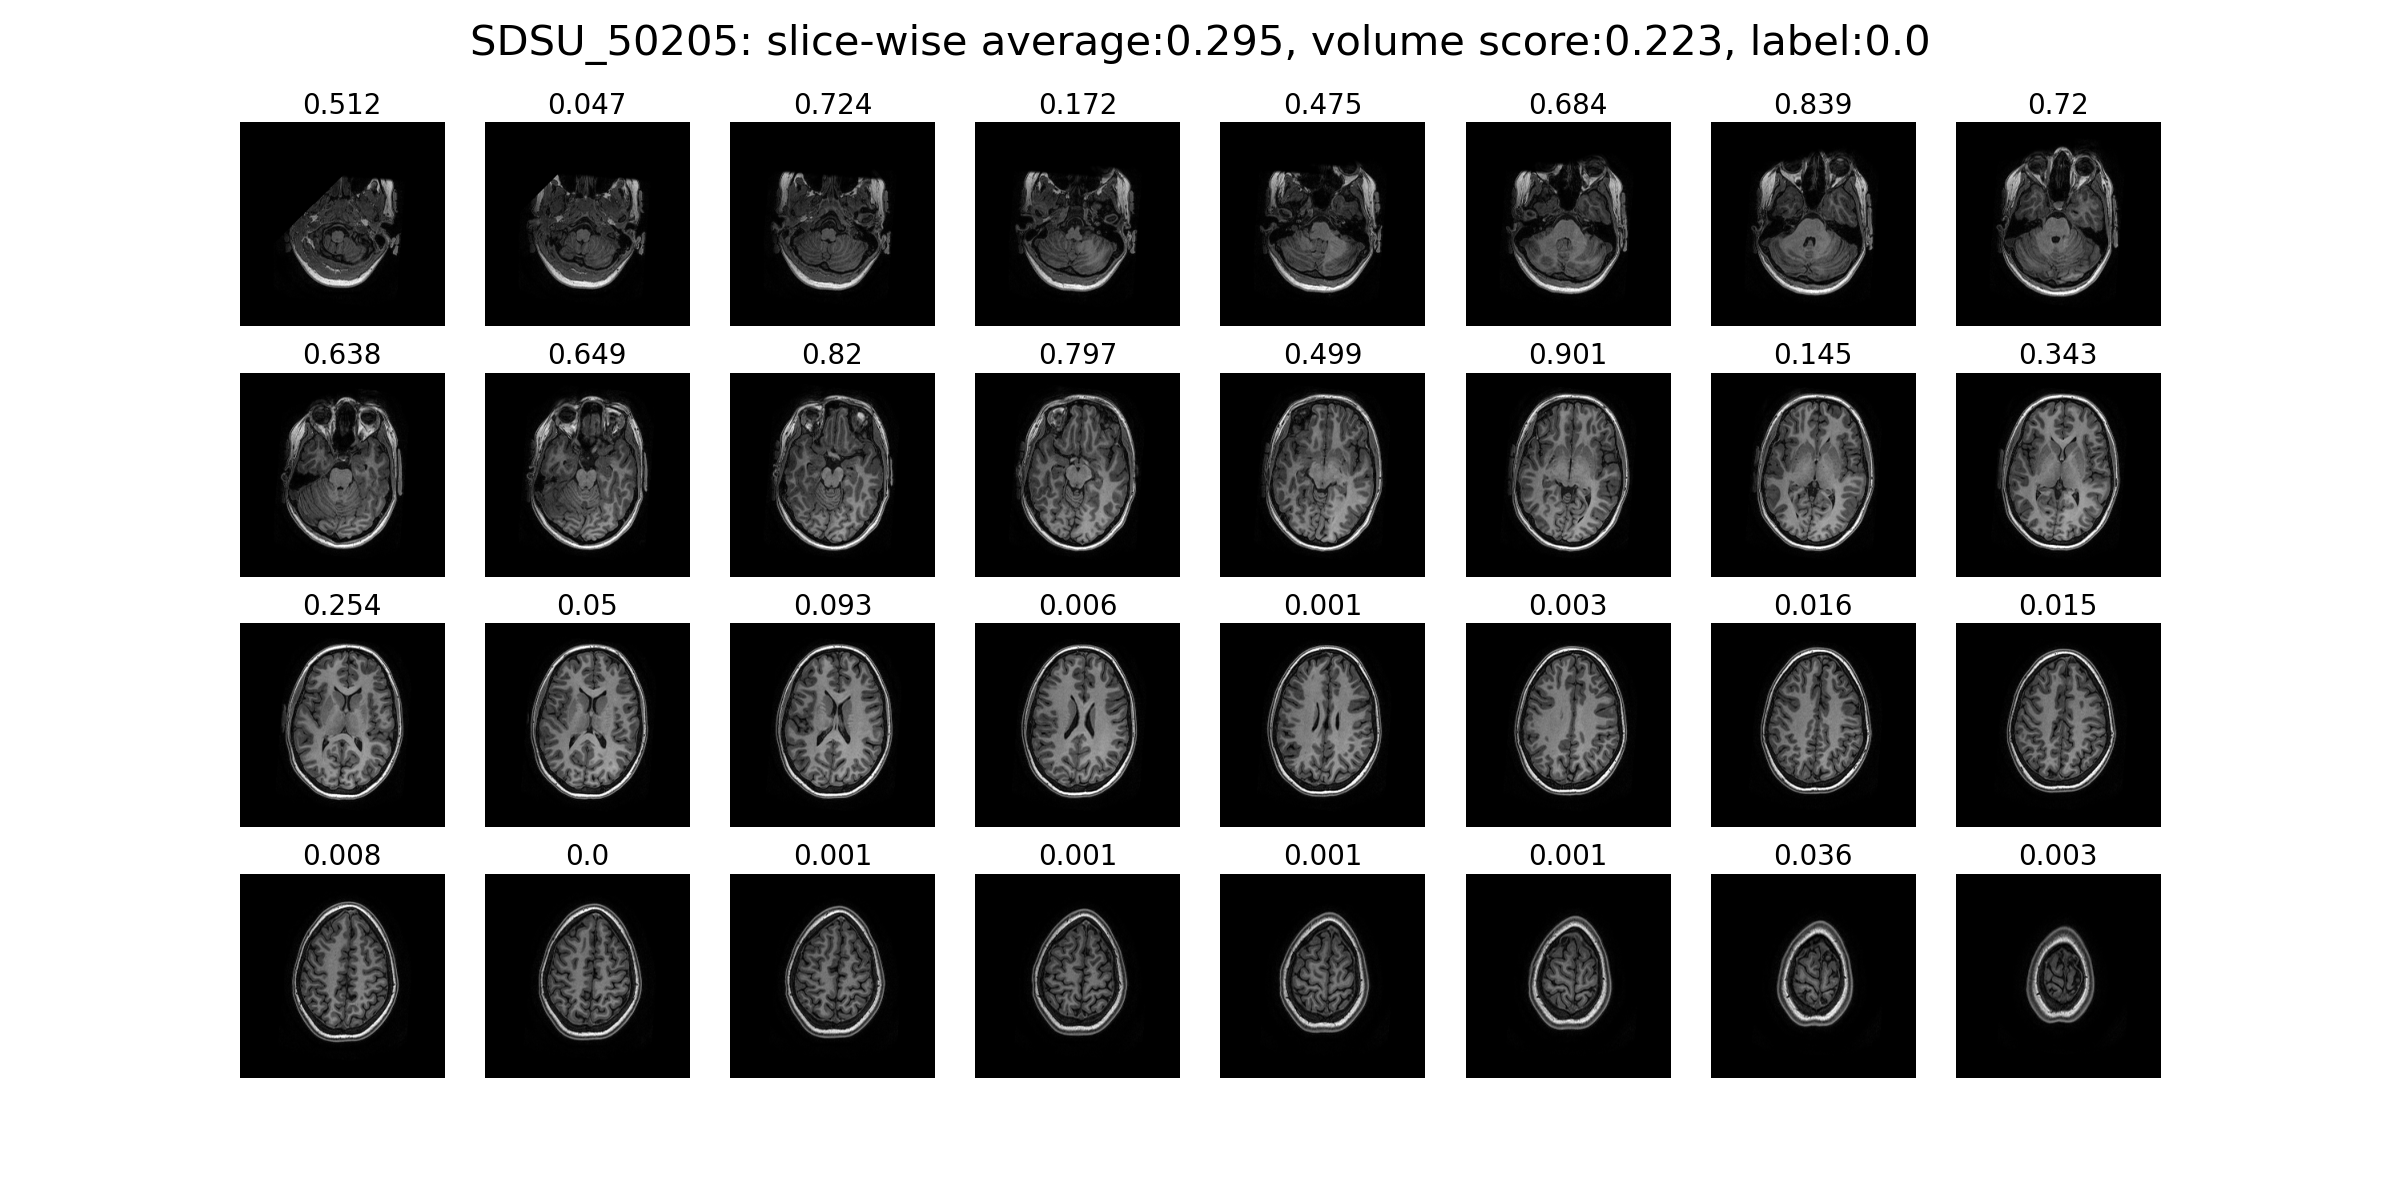 SDSU_50205: slice-wise average:0.295, volume score:0.223, label:0.0
0.512 0.047 0.724 0.172 0.475 0.684 0.839 0.72
0.638 0.649 0.82 0.797 0.499 0.901 0.145 0.343
0.254 0.05 0.093 0.006 0.001 0.003 0.016 0.015
0.008 0.0 0.001 0.001 0.001 0.001 0.036 0.003